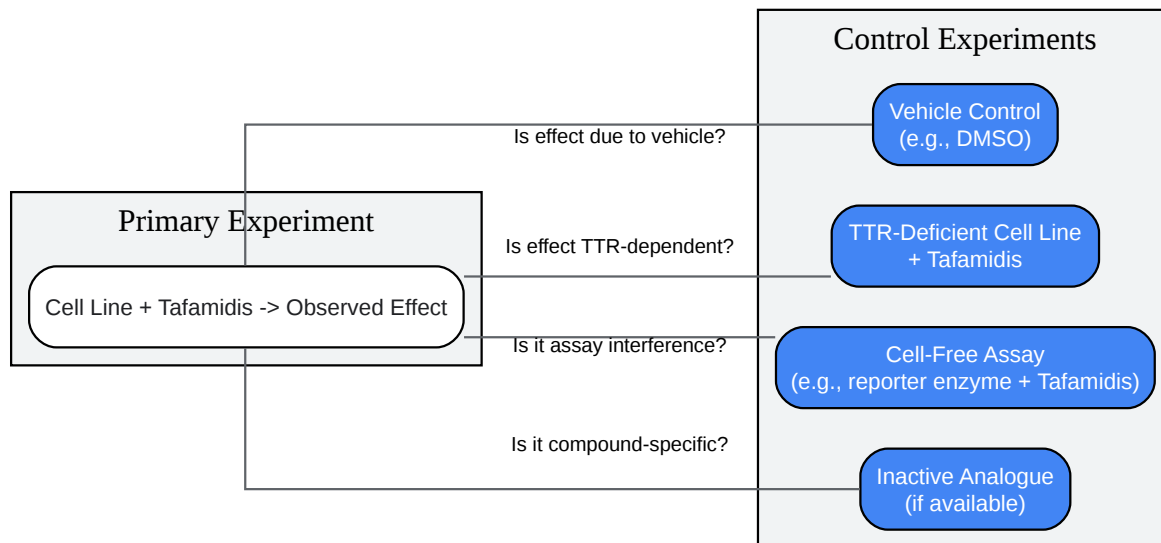 Control Experiments
Vehicle Control
(e.g., DMSO)
Is effect due to vehicle?
Primary Experiment
TTR-Deficient Cell Line
+ Tafamidis
Is effect TTR-dependent?
Cell Line + Tafamidis -> Observed Effect
Is it assay interference?
Cell-Free Assay
(e.g., reporter enzyme + Tafamidis)
Is it compound-specific?
Inactive Analogue
(if available)